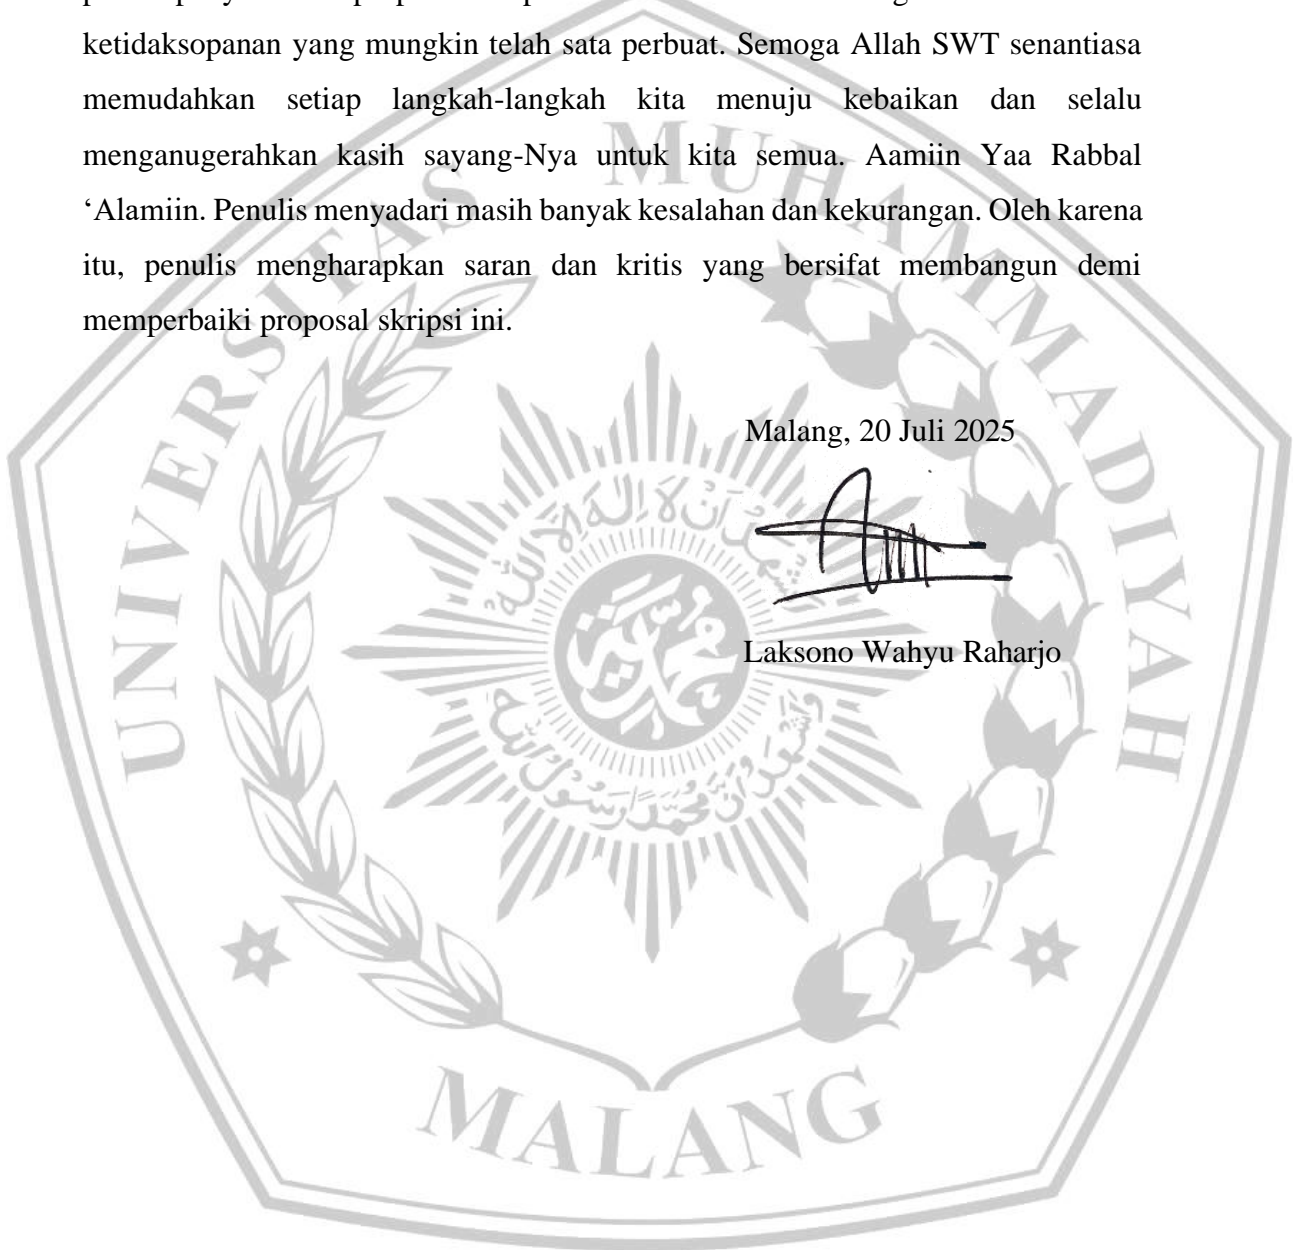 ketidaksopanan yang mungkin telah sata perbuat. Semoga Allah SWT senantiasa
memudahkan setiap langkah-langkah kita menuju kebaikan dan selalu
menganugerahkan kasih sayang-Nya untuk kita semua. Aamiin Yaa Rabbal
‘Alamiin. Penulis menyadari masih banyak kesalahan dan kekurangan. Oleh karena
itu, penulis mengharapkan saran dan kritis yang bersifat membangun demi
memperbaiki proposal skripsi ini.
Malang, 20 Juli 2025
Laksono Wahyu Raharjo
UNIVERSITAS MUHAMMADIYAH
MALANG